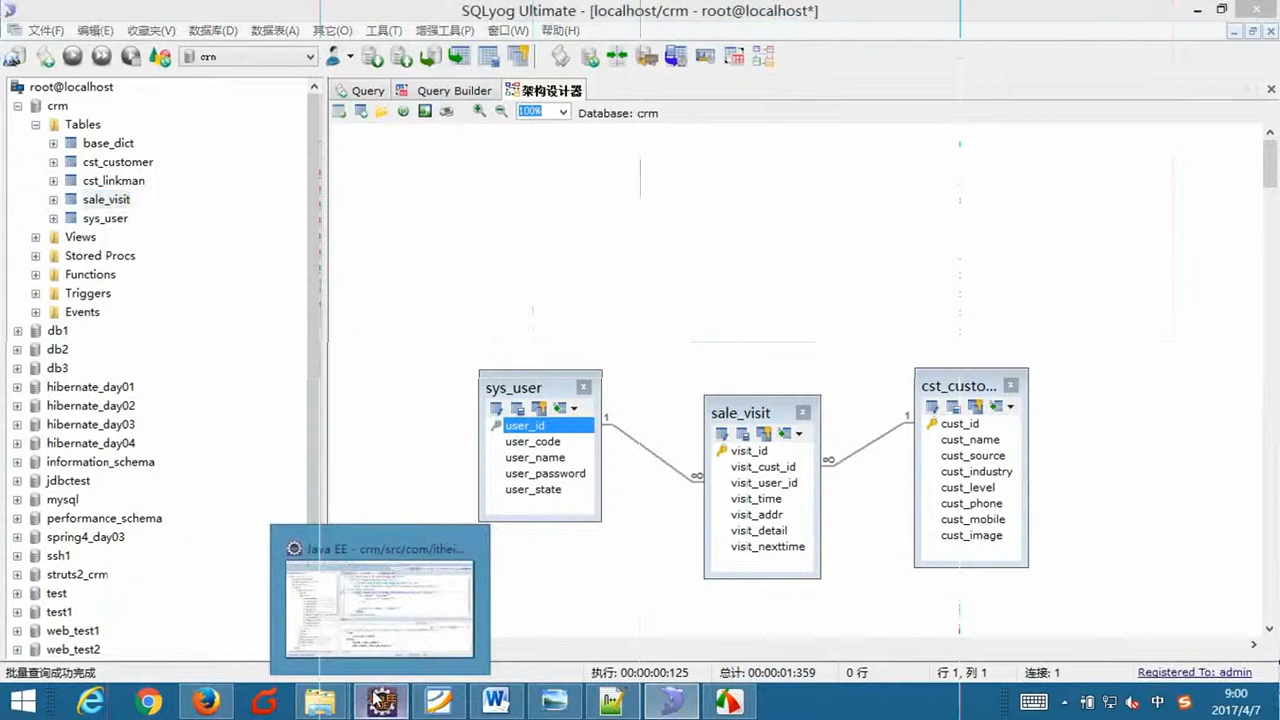 SQLyog Ultimate - [localhost/crm - root@localhost*]
文件(F) 编辑(E) 收藏夹(V) 数据库(D) 数据表(A) 其它(O) 工具(T) 增强工具(P) 窗口(W) 帮助(H)
crm
root@localhost
crm
Tables
base_dict
cst_customer
cst_linkman
sale_visit
sys_user
Views
Stored Procs
Functions
Triggers
Events
db1
db2
db3
hibernate_day01
hibernate_day02
hibernate_day03
hibernate_day04
information_schema
jdbctest
mysql
performance_schema
spring4_day03
ssh1
struts2_crm
test
test1
web_test1
Query Query Builder 架构设计器
100% Database: crm
sys_user
user_id
user_code
user_name
user_password
user_state
1
∞
sale_visit
visit_id
visit_cust_id
visit_user_id
visit_time
visit_addr
visit_detail
visit_nexttime
∞
1
cst_custo...
cust_id
cust_name
cust_source
cust_industry
cust_level
cust_phone
cust_mobile
cust_image
Java EE - crm/src/com/ithei...
批量查询成功完成 执行: 00:00:00:125 总计: 00:00:01:359 0 行 行 1, 列 1 连接: 1 Registered To: admin
中
9:00
2017/4/7